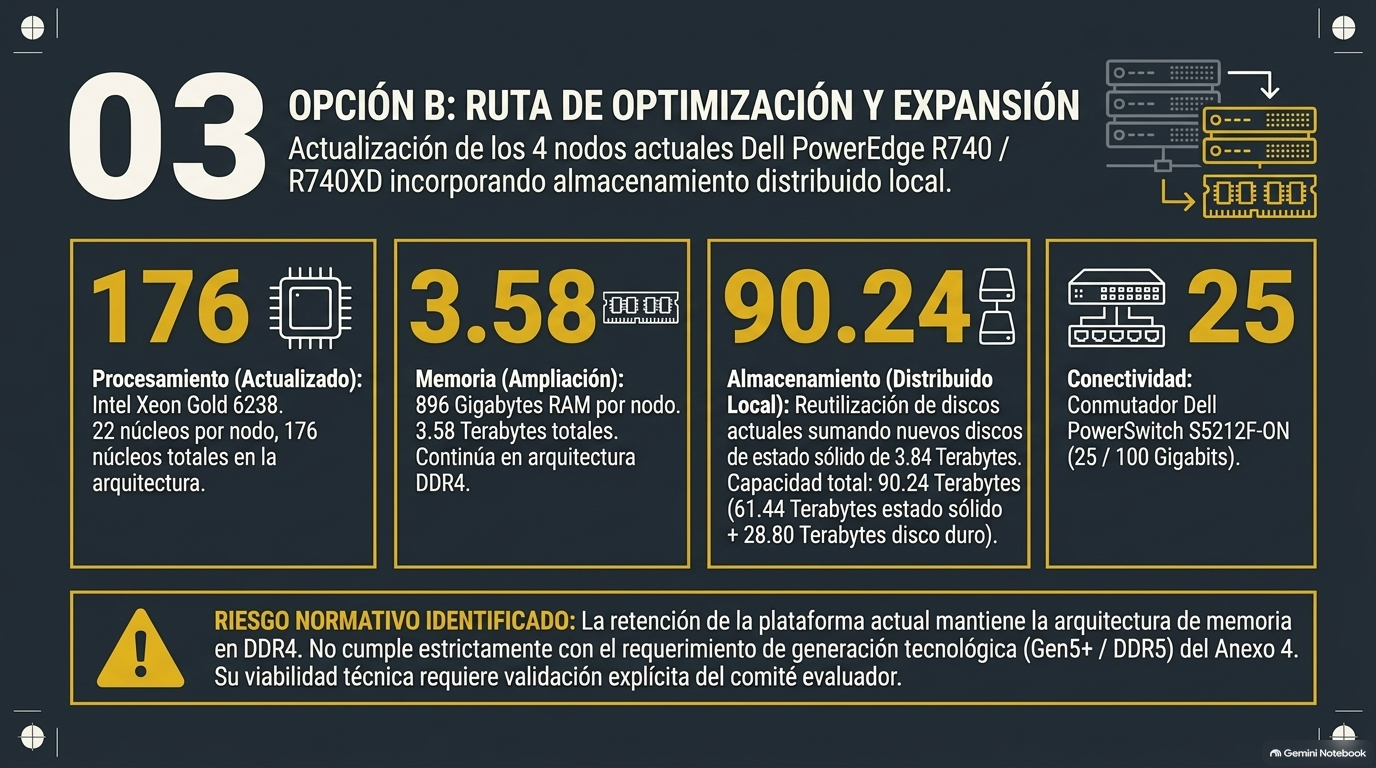 03
OPCIÓN B: RUTA DE OPTIMIZACIÓN Y EXPANSIÓN
Actualización de los 4 nodos actuales Dell PowerEdge R740 /
R740XD incorporando almacenamiento distribuido local.
176
Procesamiento (Actualizado):
Intel Xeon Gold 6238.
22 núcleos por nodo, 176
núcleos totales en la
arquitectura.
3.58
Memoria (Ampliación):
896 Gigabytes RAM por nodo.
3.58 Terabytes totales.
Continúa en arquitectura
DDR4.
90.24
Almacenamiento (Distribuido
Local): Reutilización de discos
actuales sumando nuevos discos
de estado sólido de 3.84 Terabytes.
Capacidad total: 90.24 Terabytes
(61.44 Terabytes estado sólido
+ 28.80 Terabytes disco duro).
25
Conectividad:
Conmutador Dell
PowerSwitch S5212F-ON
(25 / 100 Gigabits).
RIESGO NORMATIVO IDENTIFICADO: La retención de la plataforma actual mantiene la arquitectura de memoria
en DDR4. No cumple estrictamente con el requerimiento de generación tecnológica (Gen5+ / DDR5) del Anexo 4.
Su viabilidad técnica requiere validación explícita del comité evaluador.
Gemini Notebook